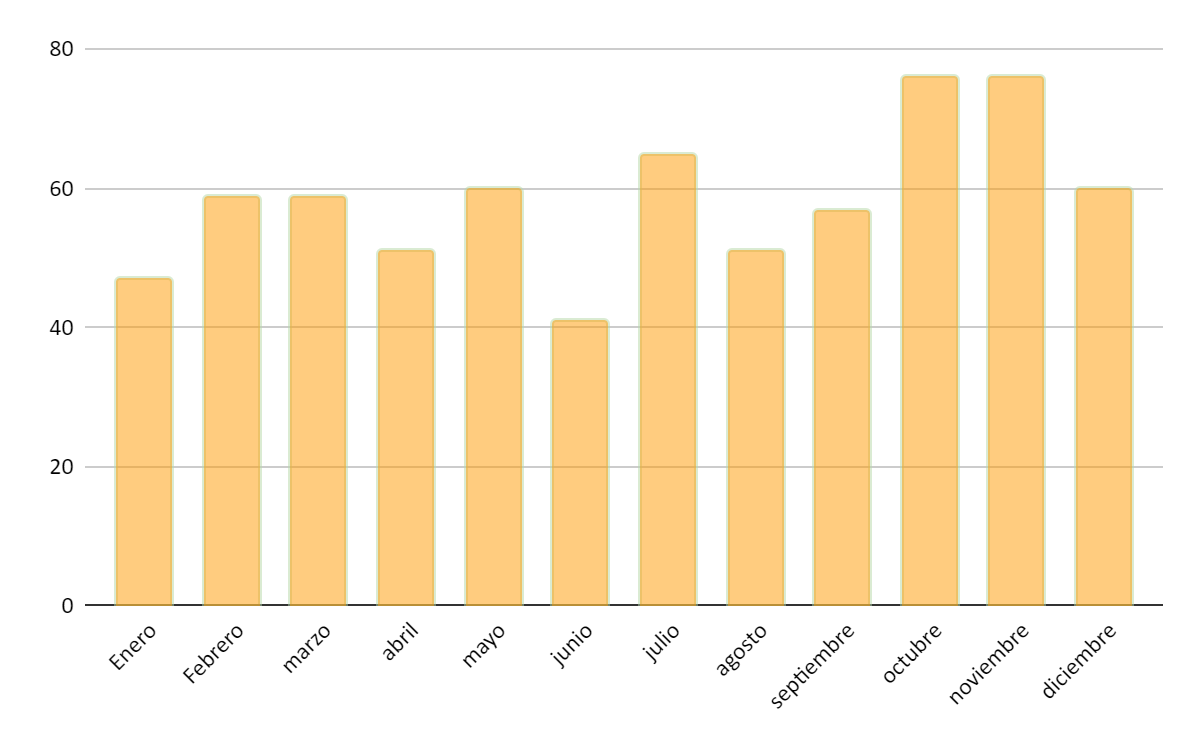 80
60
40
20
0
Enero
Febrero
marzo
abril
mayo
junio
julio
agosto
septiembre
octubre
noviembre
diciembre